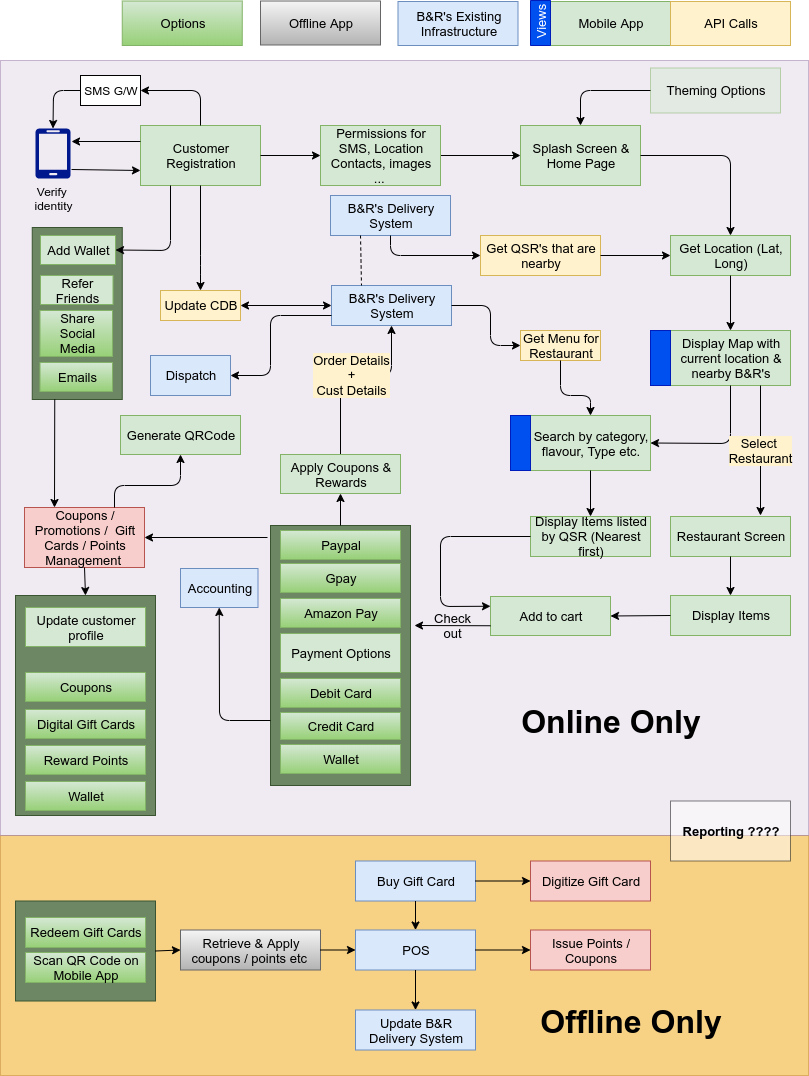 Options
Offline App
B&R's Existing
Infrastructure
Views
Mobile App
API Calls
SMS G/W
Theming Options
Verify
identity
Customer
Registration
Permissions for
SMS, Location
Contacts, images
...
Splash Screen &
Home Page
B&R's Delivery
System
Add Wallet
Refer
Friends
Share
Social
Media
Emails
Get QSR's that are
nearby
Get Location (Lat,
Long)
Update CDB
B&R's Delivery
System
Get Menu for
Restaurant
Display Map with
current location &
nearby B&R's
Dispatch
Order Details
+
Cust Details
Generate QRCode
Search by category,
flavour, Type etc.
Select
Restaurant
Apply Coupons &
Rewards
Coupons /
Promotions / Gift
Cards / Points
Management
Display Items listed
by QSR (Nearest
first)
Restaurant Screen
Paypal
Gpay
Amazon Pay
Payment Options
Debit Card
Credit Card
Wallet
Accounting
Check
out
Add to cart
Display Items
Update customer
profile
Coupons
Digital Gift Cards
Reward Points
Wallet
Online Only
Reporting ????
Buy Gift Card
Digitize Gift Card
Redeem Gift Cards
Scan QR Code on
Mobile App
Retrieve & Apply
coupons / points etc
POS
Issue Points /
Coupons
Update B&R
Delivery System
Offline Only